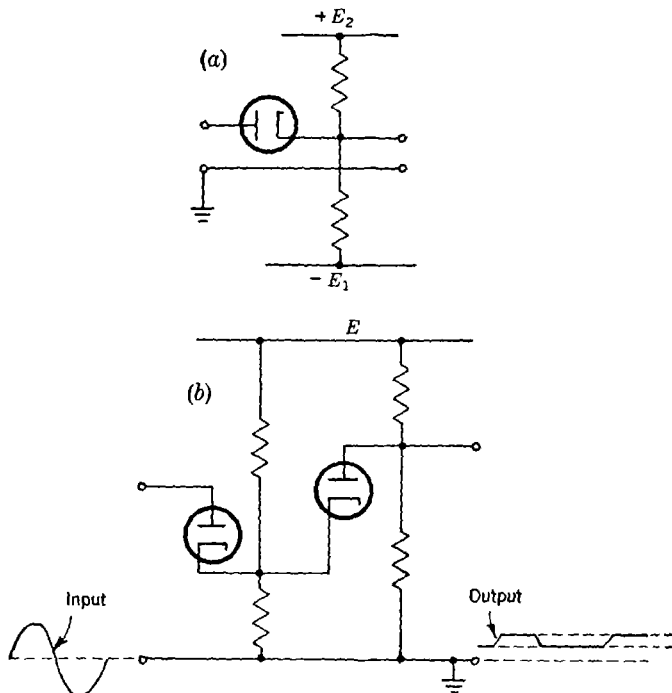 + E₂
(a)
- E₁
E
(b)
Input
Output